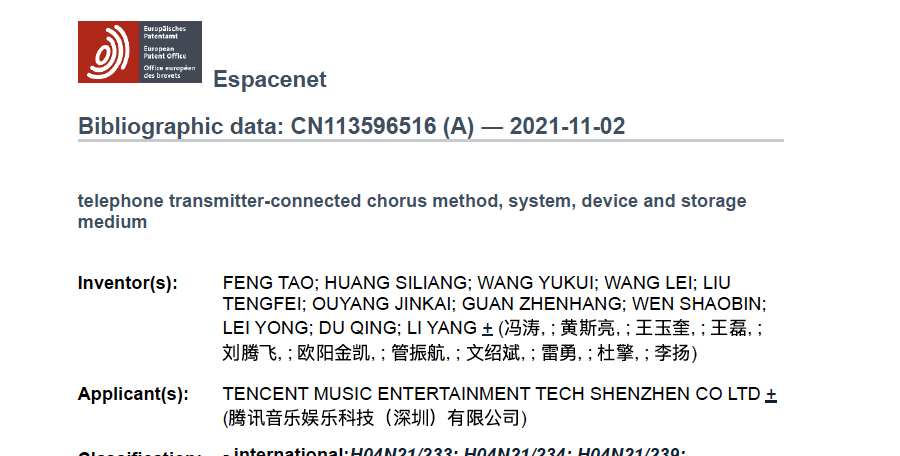 Europäisches
Patentamt
European
Patent Office
Office européen
des brevets
Espacenet
Bibliographic data: CN113596516 (A) — 2021-11-02
telephone transmitter-connected chorus method, system, device and storage
medium
Inventor(s): FENG TAO; HUANG SILIANG; WANG YUKUI; WANG LEI; LIU
TENGFEI; OUYANG JINKAI; GUAN ZHENHANG; WEN SHAOBIN;
LEI YONG; DU QING; LI YANG ± (冯涛, ; 黄斯亮, ; 王玉奎, ; 王磊, ;
刘腾飞, ; 欧阳金凯, ; 管振航, ; 文绍斌, ; 雷勇, ; 杜擎, ; 李扬)
Applicant(s): TENCENT MUSIC ENTERTAINMENT TECH SHENZHEN CO LTD ±
(腾讯音乐娱乐科技（深圳）有限公司)
Classification: - international: H04N21/233; H04N21/234; H04N21/239;